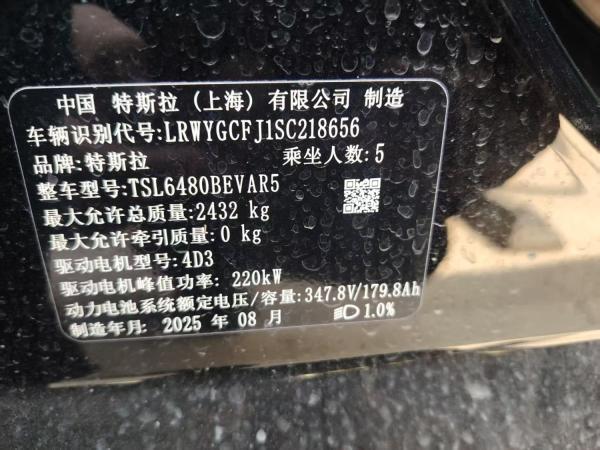 中国 特斯拉（上海）有限公司 制造
车辆识别代号:LRWYGCFJ1SC218656
品牌:特斯拉 乘坐人数:5
整车型号:TSL6480BEVAR5
最大允许总质量:2432 kg
最大允许牵引质量:0 kg
驱动电机型号:4D3
驱动电机峰值功率: 220kW
动力电池系统额定电压/容量:347.8V/179.8Ah
制造年月: 2025 年 08 月 1.0%